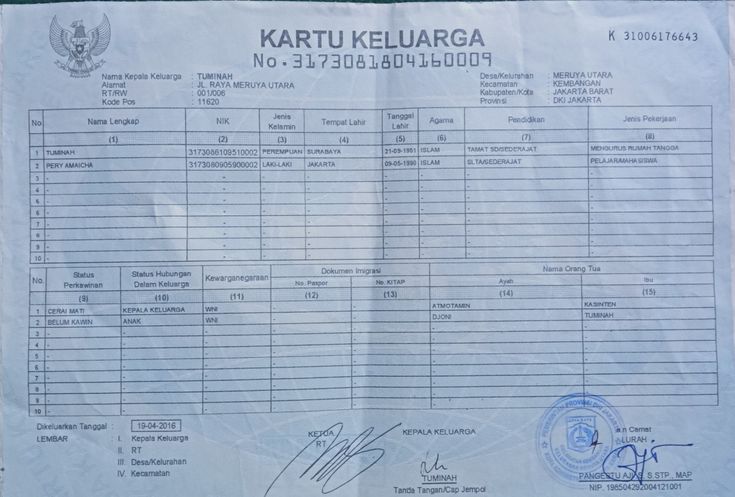 KARTU KELUARGA
No.3173081804160009
K 31006176643
Nama Kepala Keluarga : TUMINAH
Alamat : JL. RAYA MERUYA UTARA
RT/RW : 001/006
Kode Pos : 11620
Desa/Kelurahan : MERUYA UTARA
Kecamatan : KEMBANGAN
Kabupaten/Kota : JAKARTA BARAT
Provinsi : DKI JAKARTA
No Nama Lengkap NIK Jenis Kelamin Tempat Lahir Tanggal Lahir Agama Pendidikan Jenis Pekerjaan
(1) (2) (3) (4) (5) (6) (7) (8)
1 TUMINAH 3173086109510002 PEREMPUAN SURABAYA 21-09-1951 ISLAM TAMAT SD/SEDERAJAT MENGURUS RUMAH TANGGA
2 PERY AMAICHA 3173080905900002 LAKI-LAKI JAKARTA 09-05-1990 ISLAM SLTA/SEDERAJAT PELAJAR/MAHASISWA
3 - - - - - - - -
4 - - - - - - - -
5 - - - - - - - -
6 - - - - - - - -
7 - - - - - - - -
8 - - - - - - - -
9 - - - - - - - -
10 - - - - - - - -
No. Status Perkawinan Status Hubungan Dalam Keluarga Kewarganegaraan Dokumen Imigrasi Nama Orang Tua
No. Paspor No. KITAP Ayah Ibu
(9) (10) (11) (12) (13) (14) (15)
1 CERAI MATI KEPALA KELUARGA WNI ATMOTAMIN KASINTEN
2 BELUM KAWIN ANAK WNI DJONI TUMINAH
3 - - - - - - -
4 - - - - - - -
5 - - - - - - -
6 - - - - - - -
7 - - - - - - -
8 - - - - - - -
9 - - - - - - -
10 - - - - - - -
Dikeluarkan Tanggal : 19-04-2016
LEMBAR : I. Kepala Keluarga
II. RT
III. Desa/Kelurahan
IV. Kecamatan
KETUA RT
KEPALA KELUARGA
TUMINAH
Tanda Tangan/Cap Jempol
a.n Camat
LURAH
PANGESTU AJI, S. S.STP., MAP
NIP. 198504292004121001